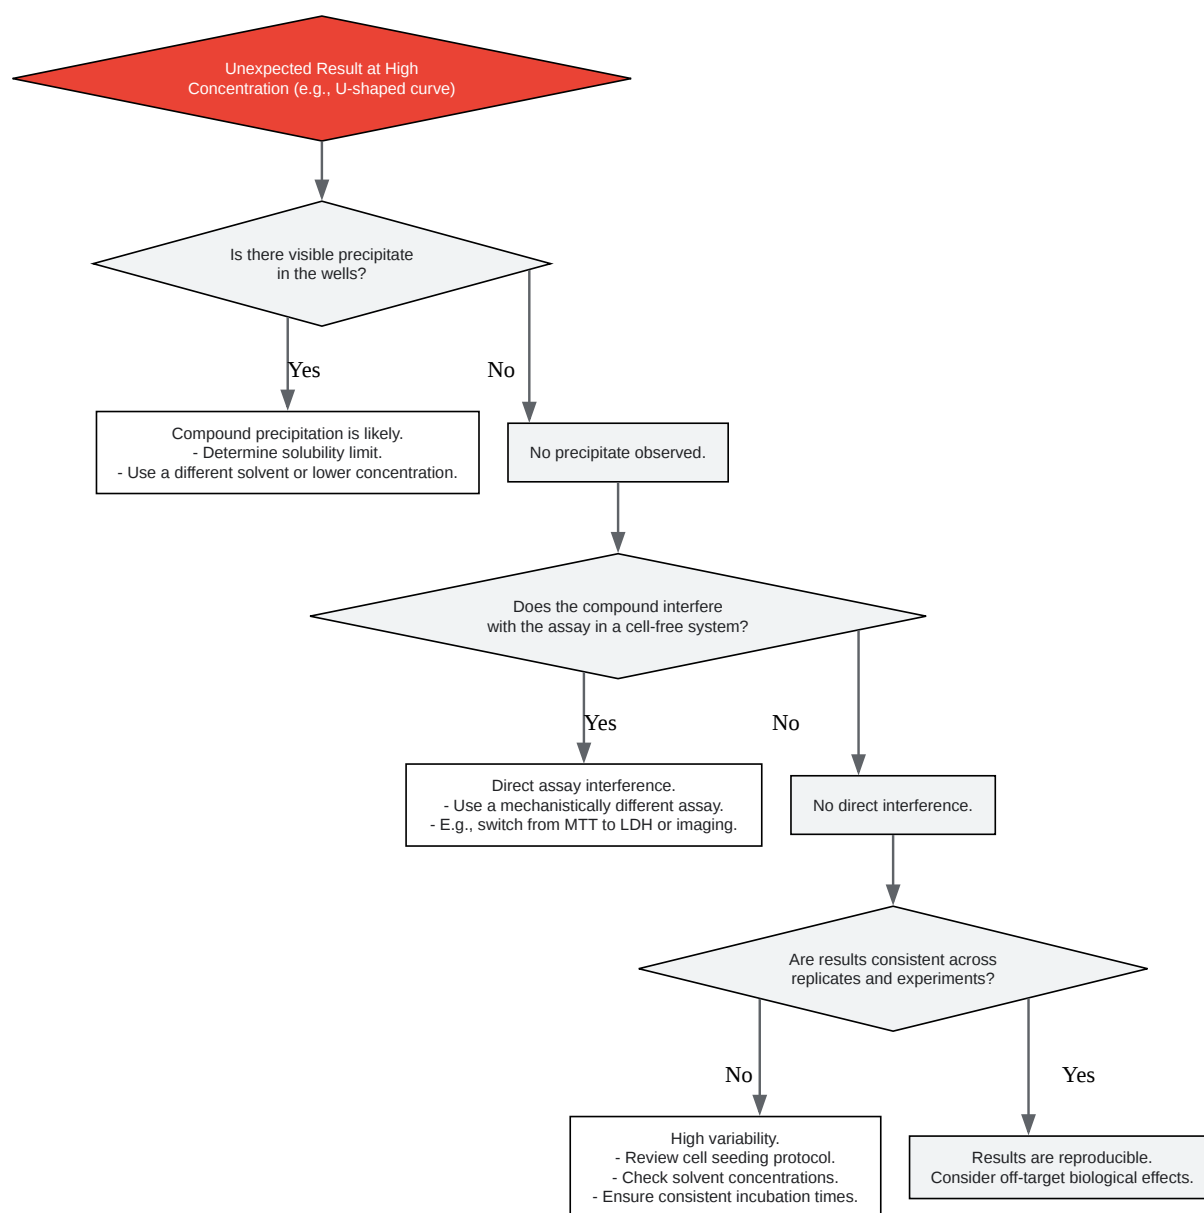 Unexpected Result at High
Concentration (e.g., U-shaped curve)
Is there visible precipitate
in the wells?
Yes
No
Compound precipitation is likely.
- Determine solubility limit.
- Use a different solvent or lower concentration.
No precipitate observed.
Does the compound interfere
with the assay in a cell-free system?
Yes
No
Direct assay interference.
- Use a mechanistically different assay.
- E.g., switch from MTT to LDH or imaging.
No direct interference.
Are results consistent across
replicates and experiments?
No
Yes
High variability.
- Review cell seeding protocol.
- Check solvent concentrations.
- Ensure consistent incubation times.
Results are reproducible.
Consider off-target biological effects.